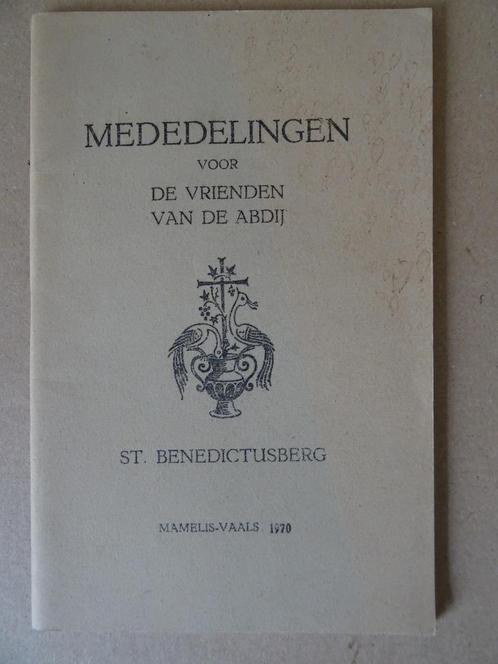 MEDEDELINGEN
VOOR
DE VRIENDEN
VAN DE ABDIJ
ST. BENEDICTUSBERG
MAMELIS-VAALS 1970